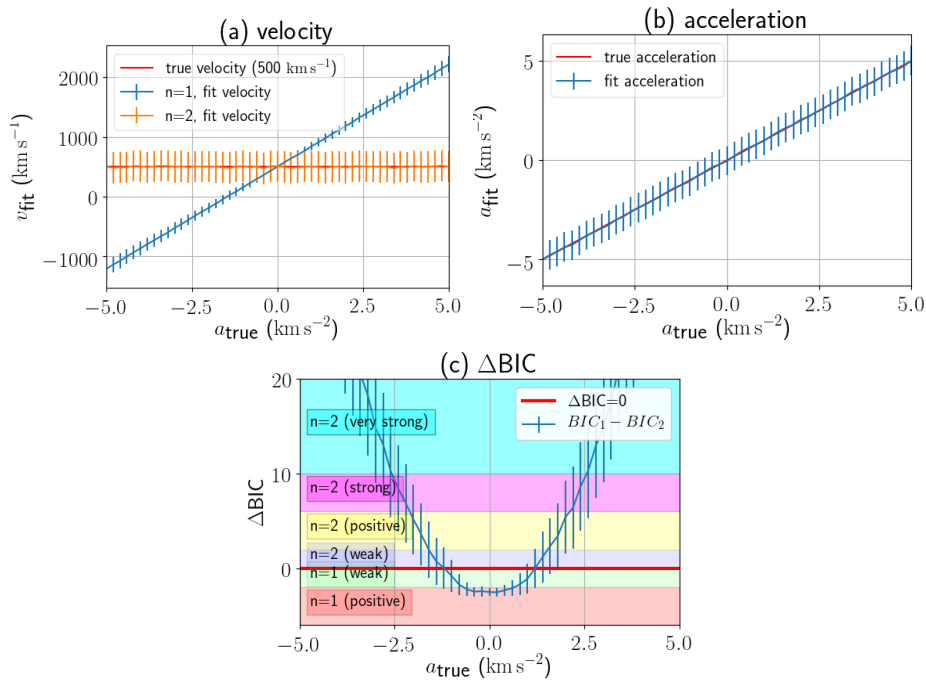 (a) velocity
true velocity (500 km s⁻¹)
n=1, fit velocity
n=2, fit velocity
2000
1000
0
−1000
v_fit (km s⁻¹)
−5.0 −2.5 0.0 2.5 5.0
a_true (km s⁻²)
(b) acceleration
true acceleration
fit acceleration
5
0
−5
a_fit (km s⁻²)
−5.0 −2.5 0.0 2.5 5.0
a_true (km s⁻²)
(c) ΔBIC
ΔBIC=0
BIC₁ − BIC₂
n=2 (very strong)
n=2 (strong)
n=2 (positive)
n=2 (weak)
n=1 (weak)
n=1 (positive)
20
10
0
ΔBIC
−5.0 −2.5 0.0 2.5 5.0
a_true (km s⁻²)